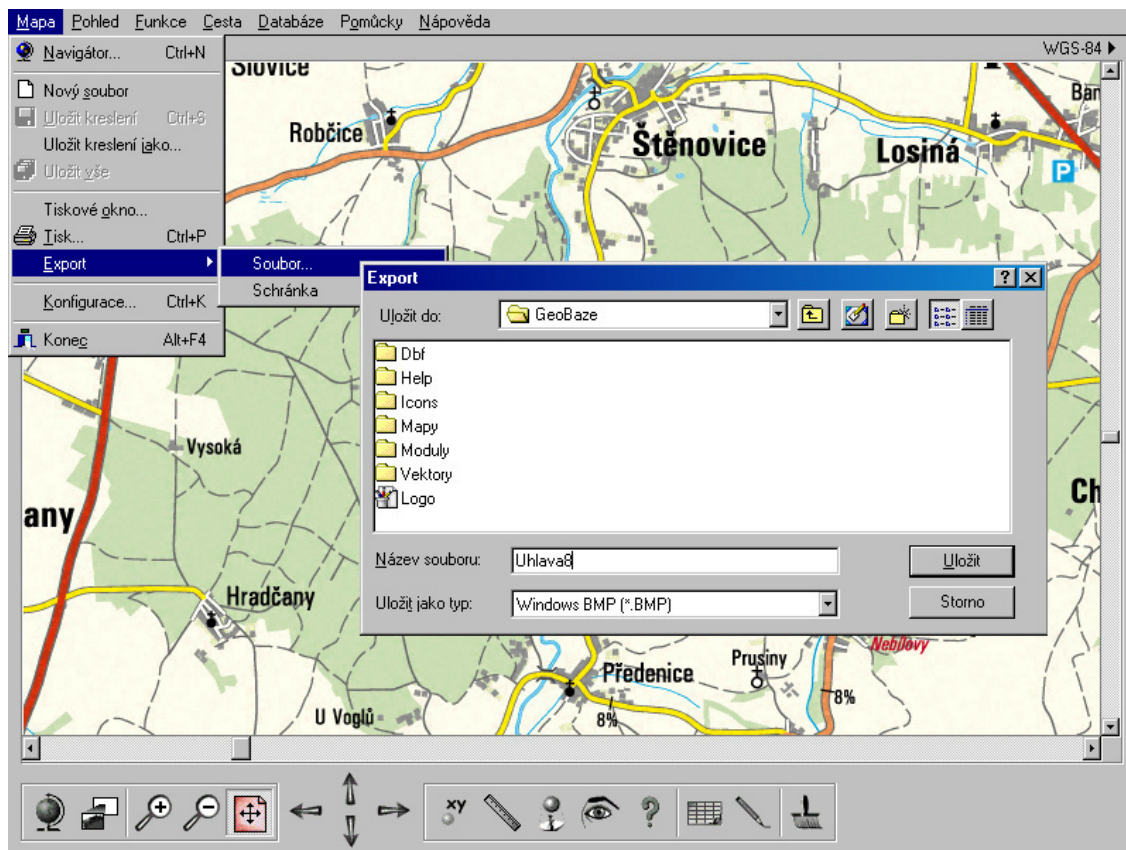 Mapa Pohled Funkce Cesta Databáze Pomůcky Nápověda
WGS-84
Navigátor... Ctrl+N
Nový soubor
Uložit kreslení Ctrl+S
Uložit kreslení jako...
Uložit vše
Tiskové okno...
Tisk... Ctrl+P
Export
Konfigurace... Ctrl+K
Konec Alt+F4
Soubor...
Schránka
Export
Uložit do: GeoBaze
Dbf
Help
Icons
Mapy
Moduly
Vektory
Logo
Název souboru: Uhlava8 Uložit
Uložit jako typ: Windows BMP (*.BMP) Storno
Slovice
Ban
Robčice
Štěnovice
Losiná
P
Vysoká
any
Ch
Hradčany
Nebílovy
Předenice
Prusiny
8%
8%
U Voglů
xy
?